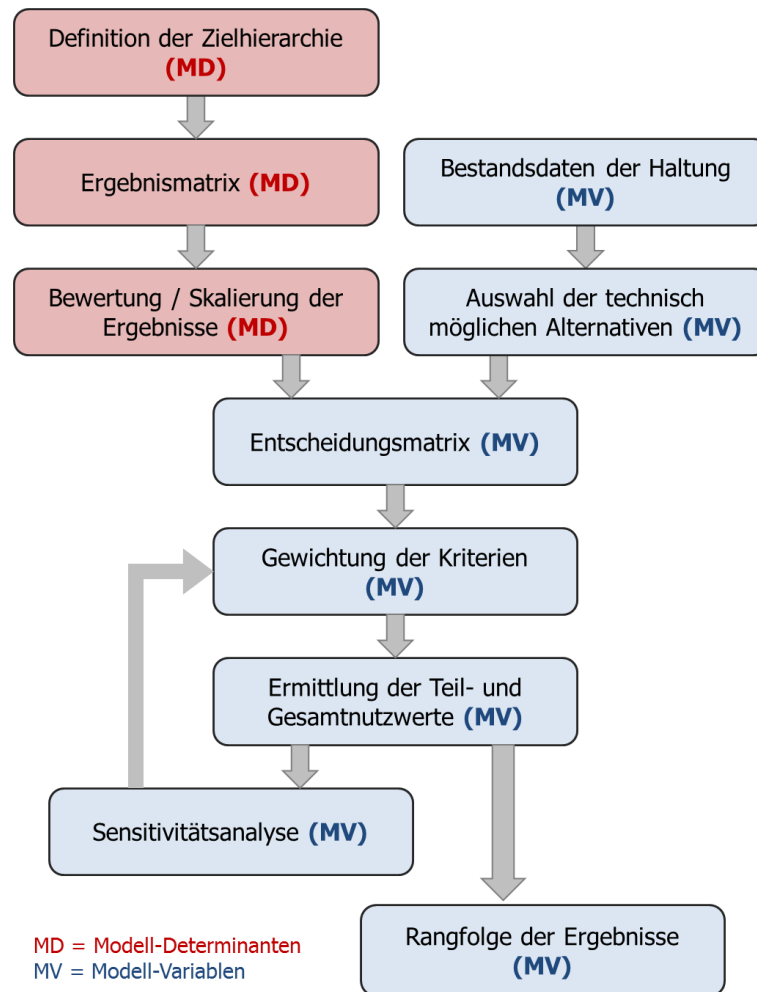 Definition der Zielhierarchie
(MD)
Ergebnismatrix (MD)
Bestandsdaten der Haltung
(MV)
Bewertung / Skalierung der
Ergebnisse (MD)
Auswahl der technisch
möglichen Alternativen (MV)
Entscheidungsmatrix (MV)
Gewichtung der Kriterien
(MV)
Ermittlung der Teil- und
Gesamtnutzwerte (MV)
Sensitivitätsanalyse (MV)
Rangfolge der Ergebnisse
(MV)
MD = Modell-Determinanten
MV = Modell-Variablen